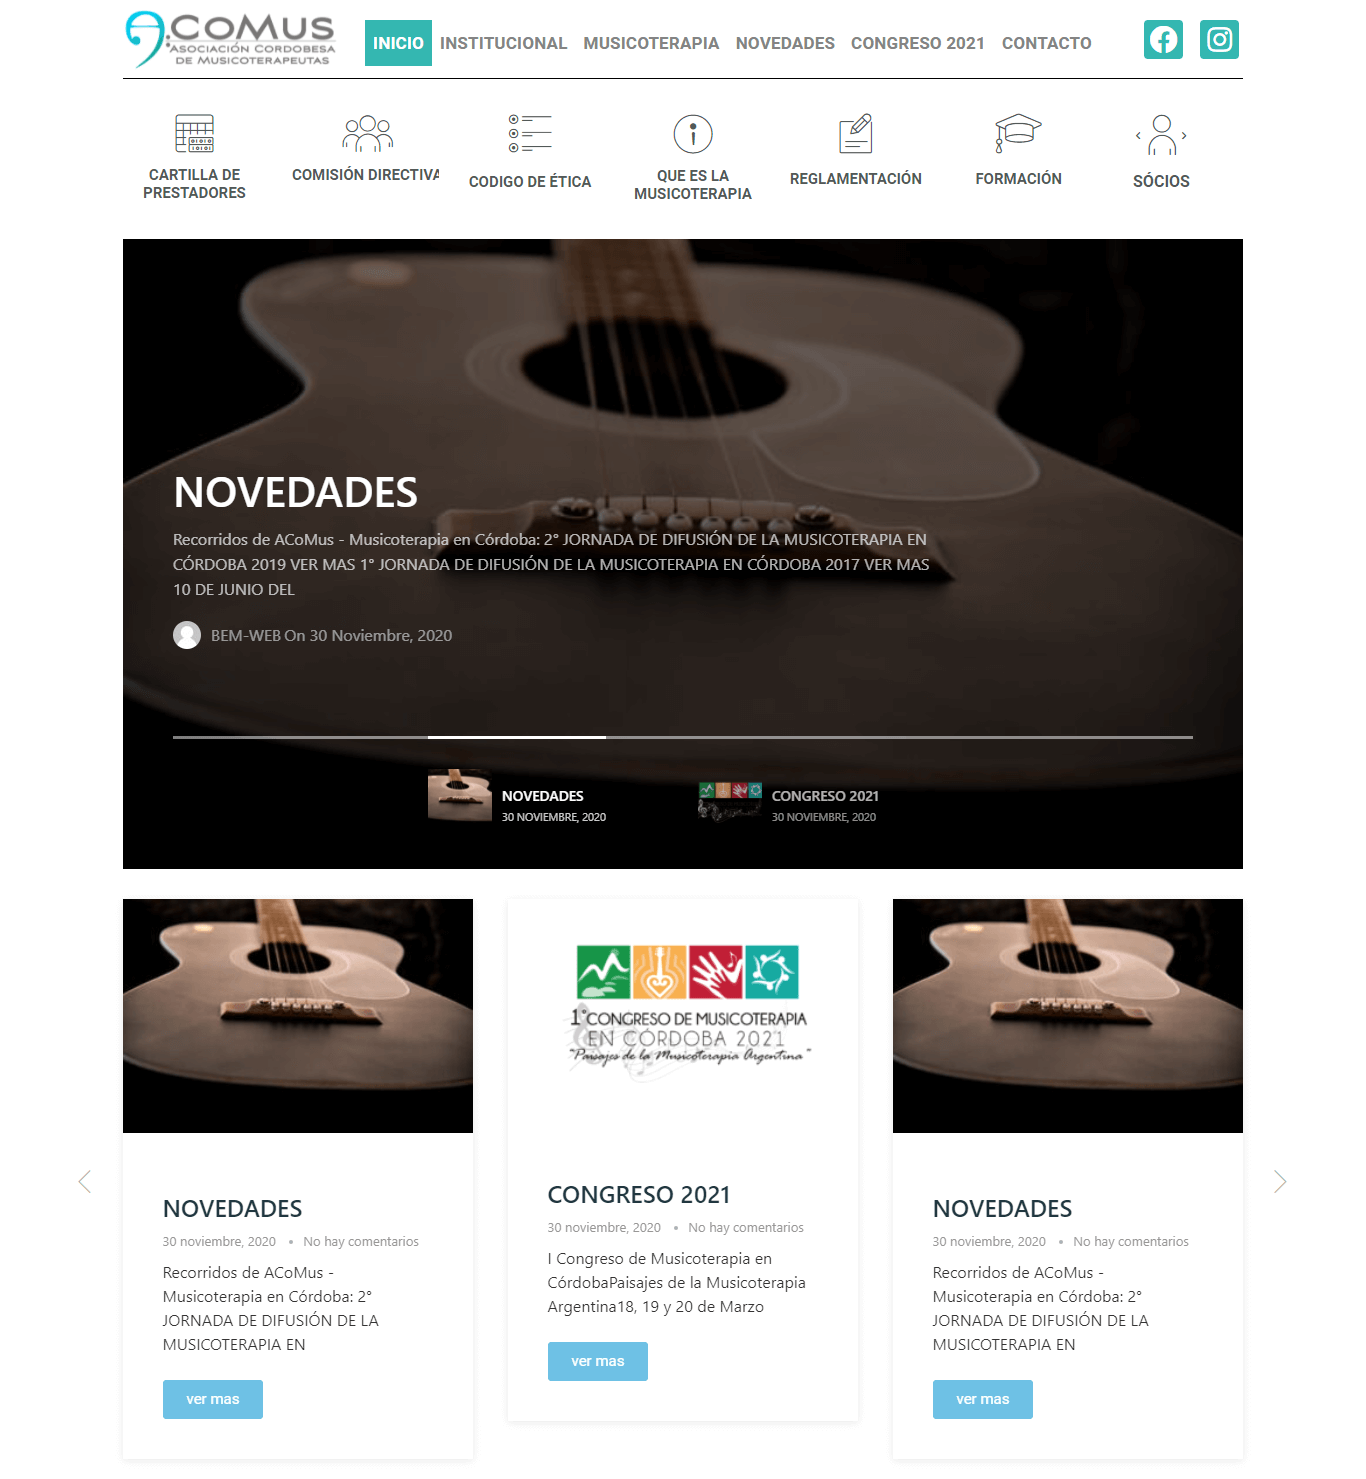 COMUS
ASOCIACIÓN CORDOBESA
DE MUSICOTERAPEUTAS
INICIO INSTITUCIONAL MUSICOTERAPIA NOVEDADES CONGRESO 2021 CONTACTO
CARTILLA DE
PRESTADORES
COMISIÓN DIRECTIVA
CODIGO DE ÉTICA
QUE ES LA
MUSICOTERAPIA
REGLAMENTACIÓN
FORMACIÓN
SÓCIOS
NOVEDADES
Recorridos de ACoMus - Musicoterapia en Córdoba: 2° JORNADA DE DIFUSIÓN DE LA MUSICOTERAPIA EN
CÓRDOBA 2019 VER MAS 1° JORNADA DE DIFUSIÓN DE LA MUSICOTERAPIA EN CÓRDOBA 2017 VER MAS
10 DE JUNIO DEL
BEM-WEB On 30 Noviembre, 2020
NOVEDADES
30 NOVIEMBRE, 2020
CONGRESO 2021
30 NOVIEMBRE, 2020
NOVEDADES
30 noviembre, 2020 • No hay comentarios
Recorridos de ACoMus -
Musicoterapia en Córdoba: 2°
JORNADA DE DIFUSIÓN DE LA
MUSICOTERAPIA EN
ver mas
1°CONGRESO DE MUSICOTERAPIA
EN CÓRDOBA 2021
"Paisajes de la Musicoterapia Argentina"
CONGRESO 2021
30 noviembre, 2020 • No hay comentarios
I Congreso de Musicoterapia en
CórdobaPaisajes de la Musicoterapia
Argentina18, 19 y 20 de Marzo
ver mas
NOVEDADES
30 noviembre, 2020 • No hay comentarios
Recorridos de ACoMus -
Musicoterapia en Córdoba: 2°
JORNADA DE DIFUSIÓN DE LA
MUSICOTERAPIA EN
ver mas